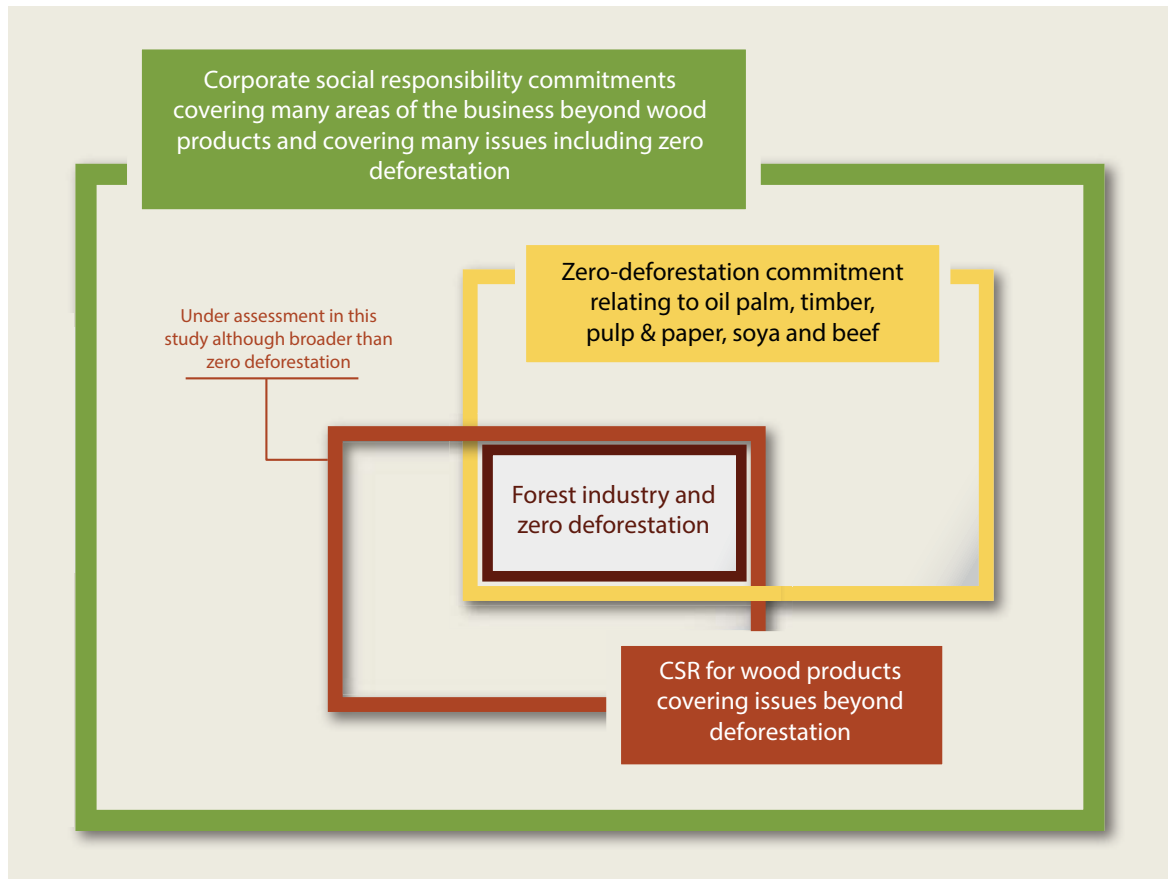 Corporate social responsibility commitments
covering many areas of the business beyond wood
products and covering many issues including zero
deforestation
Zero-deforestation commitment
relating to oil palm, timber,
pulp & paper, soya and beef
Under assessment in this
study although broader than
zero deforestation
Forest industry and
zero deforestation
CSR for wood products
covering issues beyond
deforestation